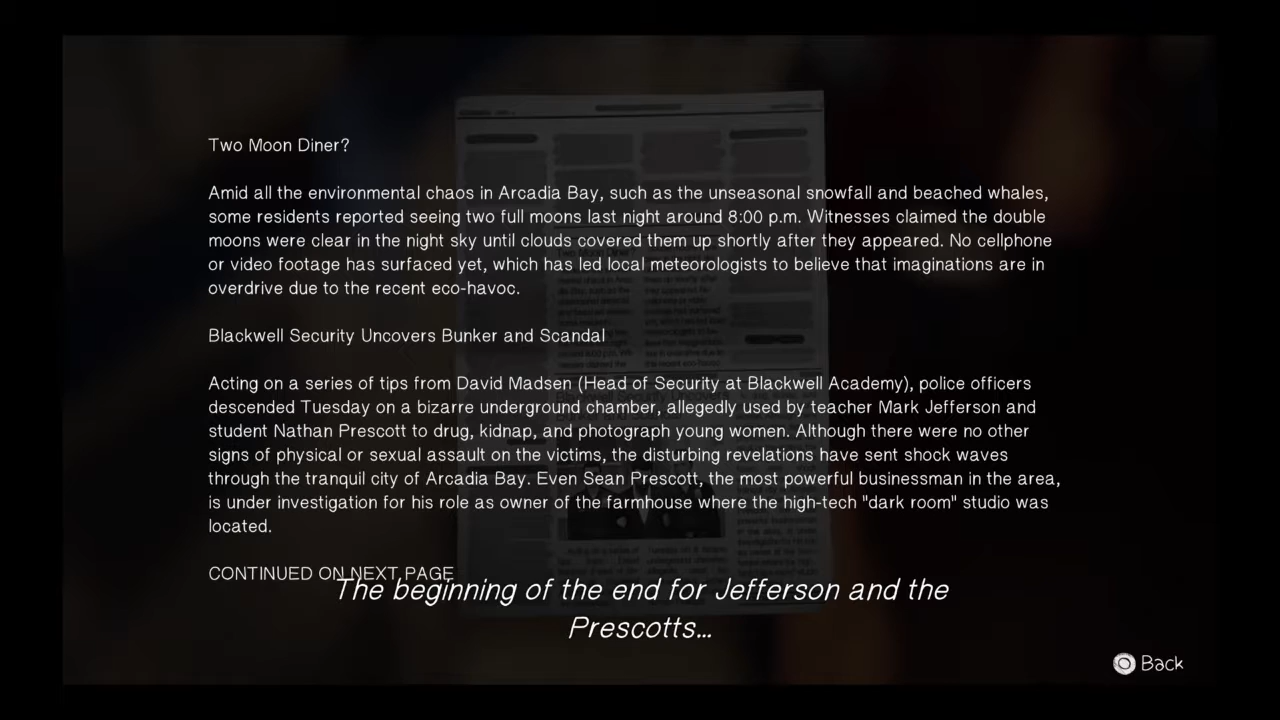 Two Moon Diner?
Amid all the environmental chaos in Arcadia Bay, such as the unseasonal snowfall and beached whales,
some residents reported seeing two full moons last night around 8:00 p.m. Witnesses claimed the double
moons were clear in the night sky until clouds covered them up shortly after they appeared. No cellphone
or video footage has surfaced yet, which has led local meteorologists to believe that imaginations are in
overdrive due to the recent eco-havoc.
Blackwell Security Uncovers Bunker and Scandal
Acting on a series of tips from David Madsen (Head of Security at Blackwell Academy), police officers
descended Tuesday on a bizarre underground chamber, allegedly used by teacher Mark Jefferson and
student Nathan Prescott to drug, kidnap, and photograph young women. Although there were no other
signs of physical or sexual assault on the victims, the disturbing revelations have sent shock waves
through the tranquil city of Arcadia Bay. Even Sean Prescott, the most powerful businessman in the area,
is under investigation for his role as owner of the farmhouse where the high-tech "dark room" studio was
located.
CONTINUED ON NEXT PAGE
The beginning of the end for Jefferson and the
Prescotts...
Back